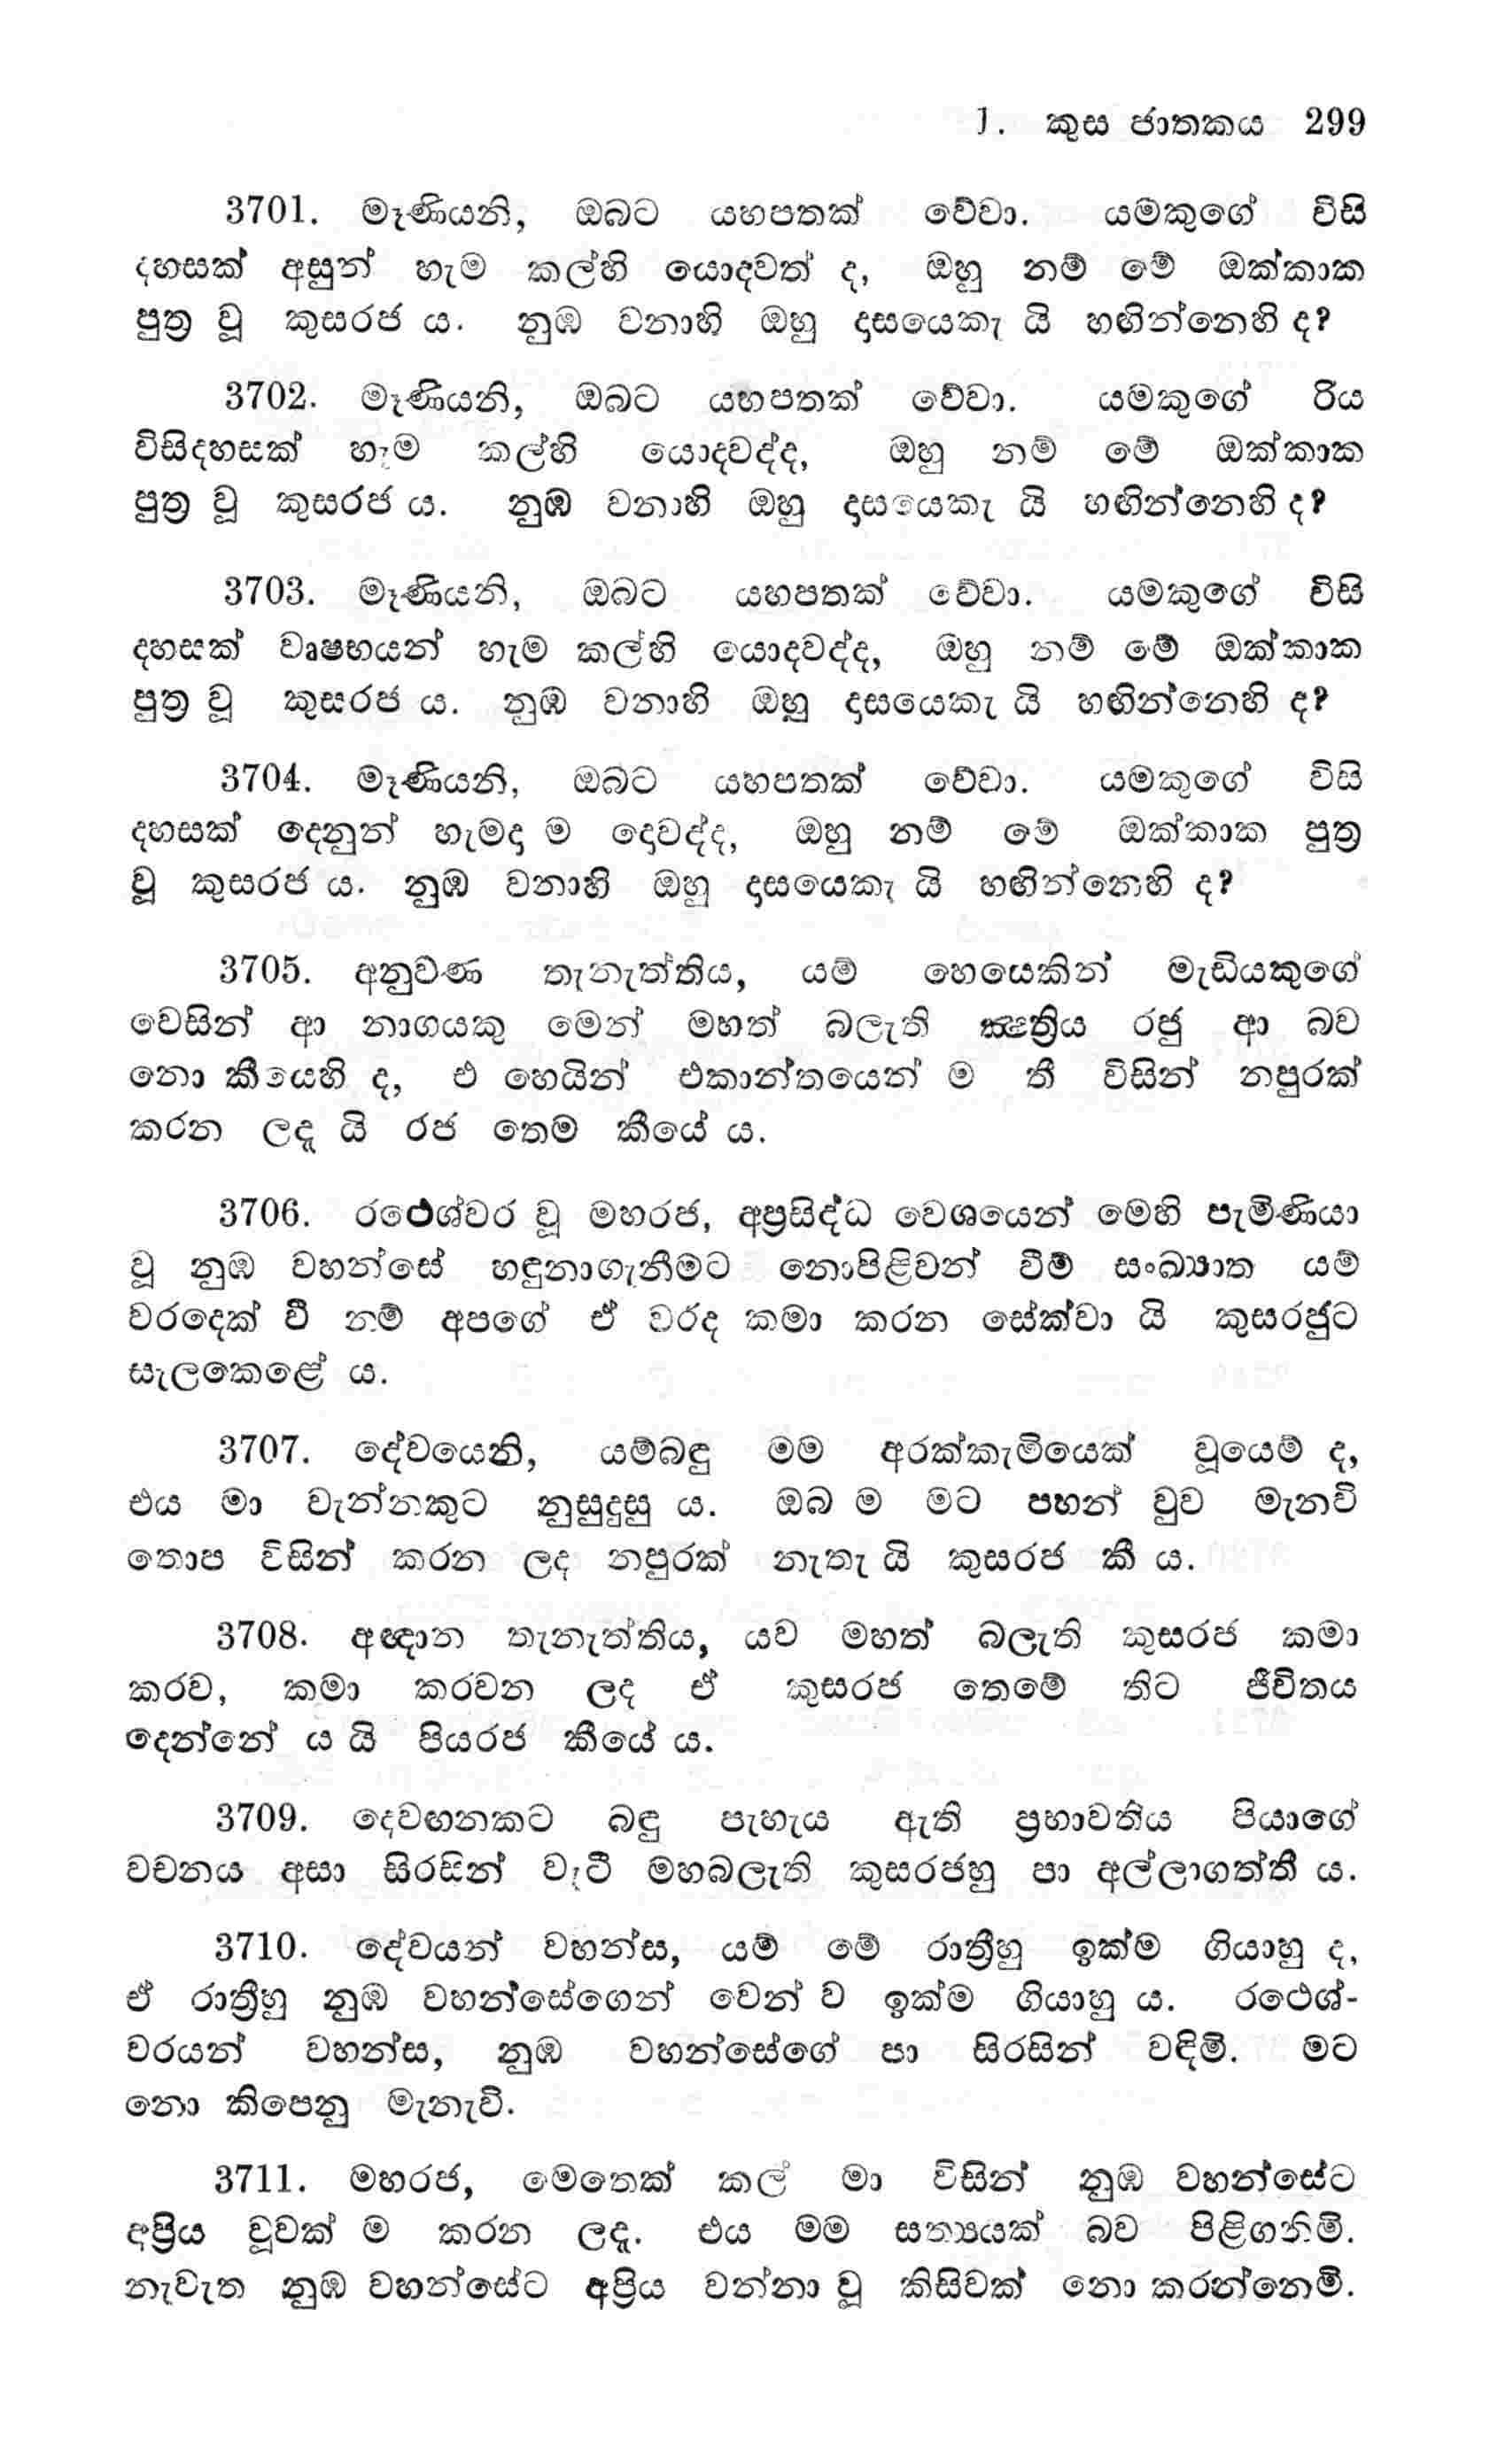 1. කුස ජාතකය 299
3701. මෑණියනි, ඔබට යහපතක් වේවා. යමකුගේ විසි
දහසක් අසුන් හැම කල්හි යොදවත් ද, ඔහු නම් මේ ඔක්කාක
පුත්‍ර වූ කුසරජ ය. නුඹ වනාහි ඔහු දාසයෙකැ යි හඟින්නෙහි ද?
3702. මෑණියනි, ඔබට යහපතක් වේවා. යමකුගේ රිය
විසිදහසක් හැම කල්හි යොදවද්ද, ඔහු නම් මේ ඔක්කාක
පුත්‍ර වූ කුසරජ ය. නුඹ වනාහි ඔහු දාසයෙකැ යි හඟින්නෙහි ද?
3703. මෑණියනි, ඔබට යහපතක් වේවා. යමකුගේ විසි
දහසක් වෘෂභයන් හැම කල්හි යොදවද්ද, ඔහු නම් මේ ඔක්කාක
පුත්‍ර වූ කුසරජ ය. නුඹ වනාහි ඔහු දාසයෙකැ යි හඟින්නෙහි ද?
3704. මෑණියනි, ඔබට යහපතක් වේවා. යමකුගේ විසි
දහසක් දෙනුන් හැමදා ම දොවද්ද, ඔහු නම් මේ ඔක්කාක පුත්‍ර
වූ කුසරජ ය. නුඹ වනාහි ඔහු දාසයෙකැ යි හඟින්නෙහි ද?
3705. අනුවණ තැනැත්තිය, යම් හෙයෙකින් මැඩියකුගේ
වෙසින් ආ නාගයකු මෙන් මහත් බලැති ක්‍ෂත්‍රිය රජු ආ බව
නො කීයෙහි ද, එ හෙයින් එකාන්තයෙන් ම තී විසින් නපුරක්
කරන ලදැ යි රජ තෙම කීයේ ය.
3706. රථෙශ්වර වූ මහරජ, අප්‍රසිද්ධ වෙශයෙන් මෙහි පැමිණියා
වූ නුඹ වහන්සේ හඳුනාගැනීමට නොපිළිවන් වීම් සංඛ්‍යාත යම්
වරදෙක් වී නම් අපගේ ඒ වරද කමා කරන සේක්වා යි කුසරජුට
සැලකෙළේ ය.
3707. දේවයෙනි, යම්බඳු මම අරක්කැමියෙක් වූයෙම් ද,
එය මා වැන්නකුට නුසුදුසු ය. ඔබ ම මට පහන් වුව මැනවි
තොප විසින් කරන ලද නපුරක් නැතැ යි කුසරජ කී ය.
3708. අඥාන තැනැත්තිය, යව මහත් බලැති කුසරජ කමා
කරව, කමා කරවන ලද ඒ කුසරජ තෙමේ තිට ජීවිතය
දෙන්නේ ය යි පියරජ කීයේ ය.
3709. දෙවඟනකට බඳු පැහැය ඇති ප්‍රභාවතිය පියාගේ
වචනය අසා සිරසින් වැටී මහබලැති කුසරජහු පා අල්ලාගත්තී ය.
3710. දේවයන් වහන්ස, යම් මේ රාත්‍රීහු ඉක්ම ගියාහු ද,
ඒ රාත්‍රීහු නුඹ වහන්සේගෙන් වෙන් ව ඉක්ම ගියාහු ය. රථෙශ්-
වරයන් වහන්ස, නුඹ වහන්සේගේ පා සිරසින් වඳිමි. මට
නො කිපෙනු මැනැවි.
3711. මහරජ, මෙතෙක් කල් මා විසින් නුඹ වහන්සේට
අප්‍රිය වූවක් ම කරන ලදැ. එය මම සත්‍යයක් බව පිළිගනිමි.
නැවැත නුඹ වහන්සේට අප්‍රිය වන්නා වූ කිසිවක් නො කරන්නෙමි.